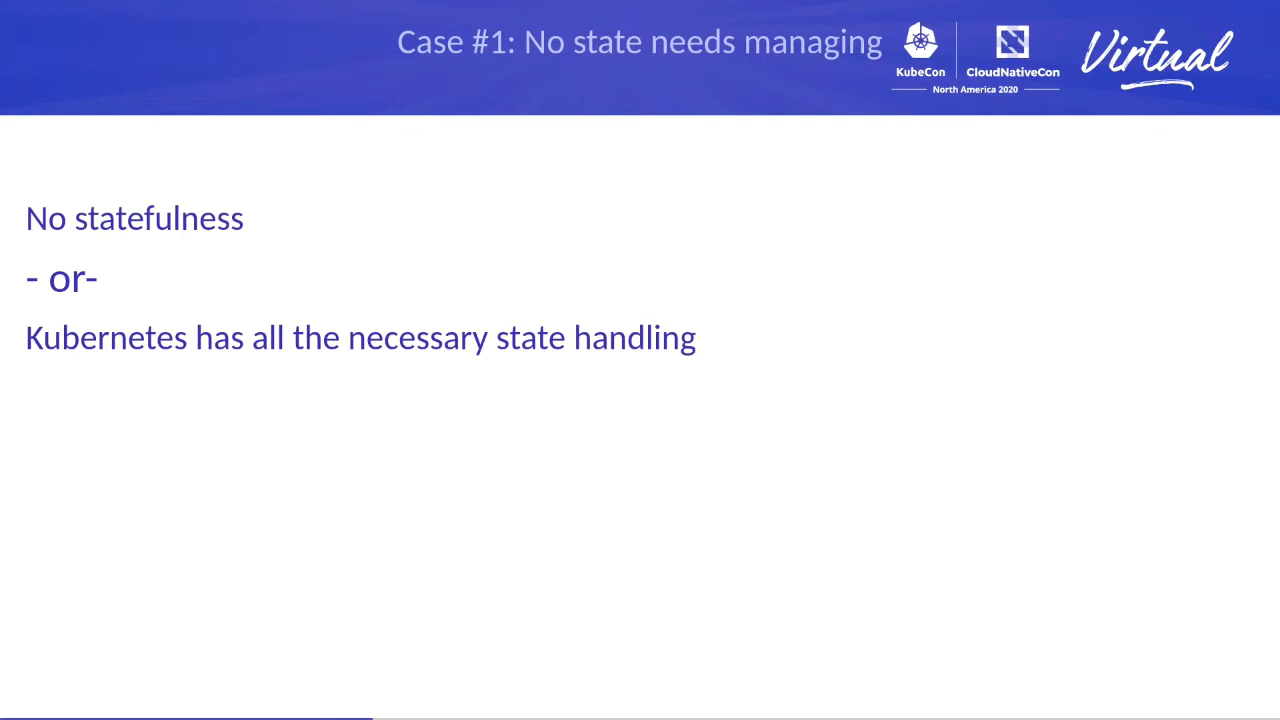 Case #1: No state needs managing
KubeCon
CloudNativeCon
North America 2020
Virtual
No statefulness
- or-
Kubernetes has all the necessary state handling